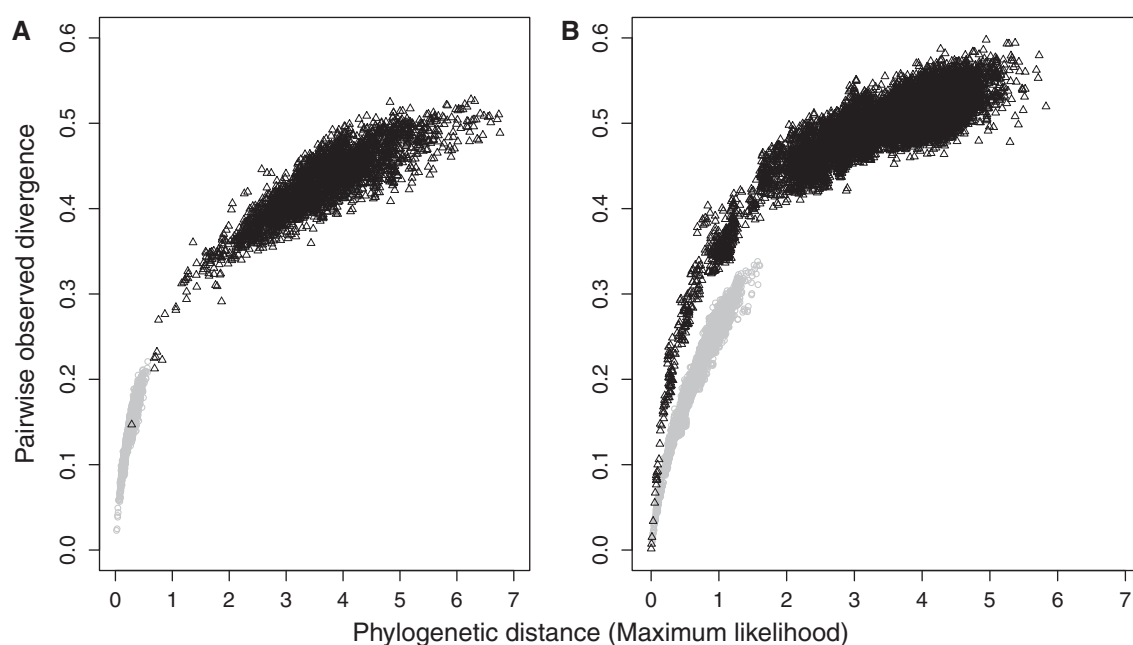 A
B
Pairwise observed divergence
0.6
0.5
0.4
0.3
0.2
0.1
0.0
0 1 2 3 4 5 6 7
0.6
0.5
0.4
0.3
0.2
0.1
0.0
0 1 2 3 4 5 6 7
Phylogenetic distance (Maximum likelihood)